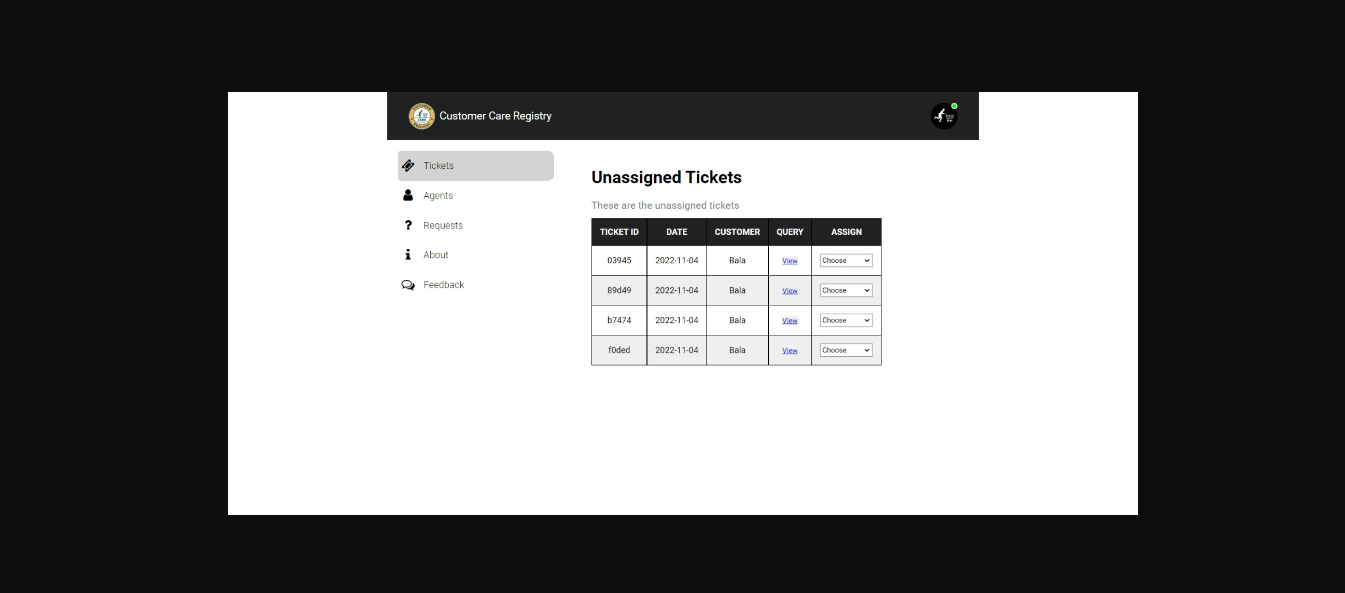 Customer Care Registry
Tickets
Agents
Requests
About
Feedback
Unassigned Tickets
These are the unassigned tickets
TICKET ID DATE CUSTOMER QUERY ASSIGN
03945 2022-11-04 Bala View Choose
89d49 2022-11-04 Bala View Choose
b7474 2022-11-04 Bala View Choose
f0ded 2022-11-04 Bala View Choose